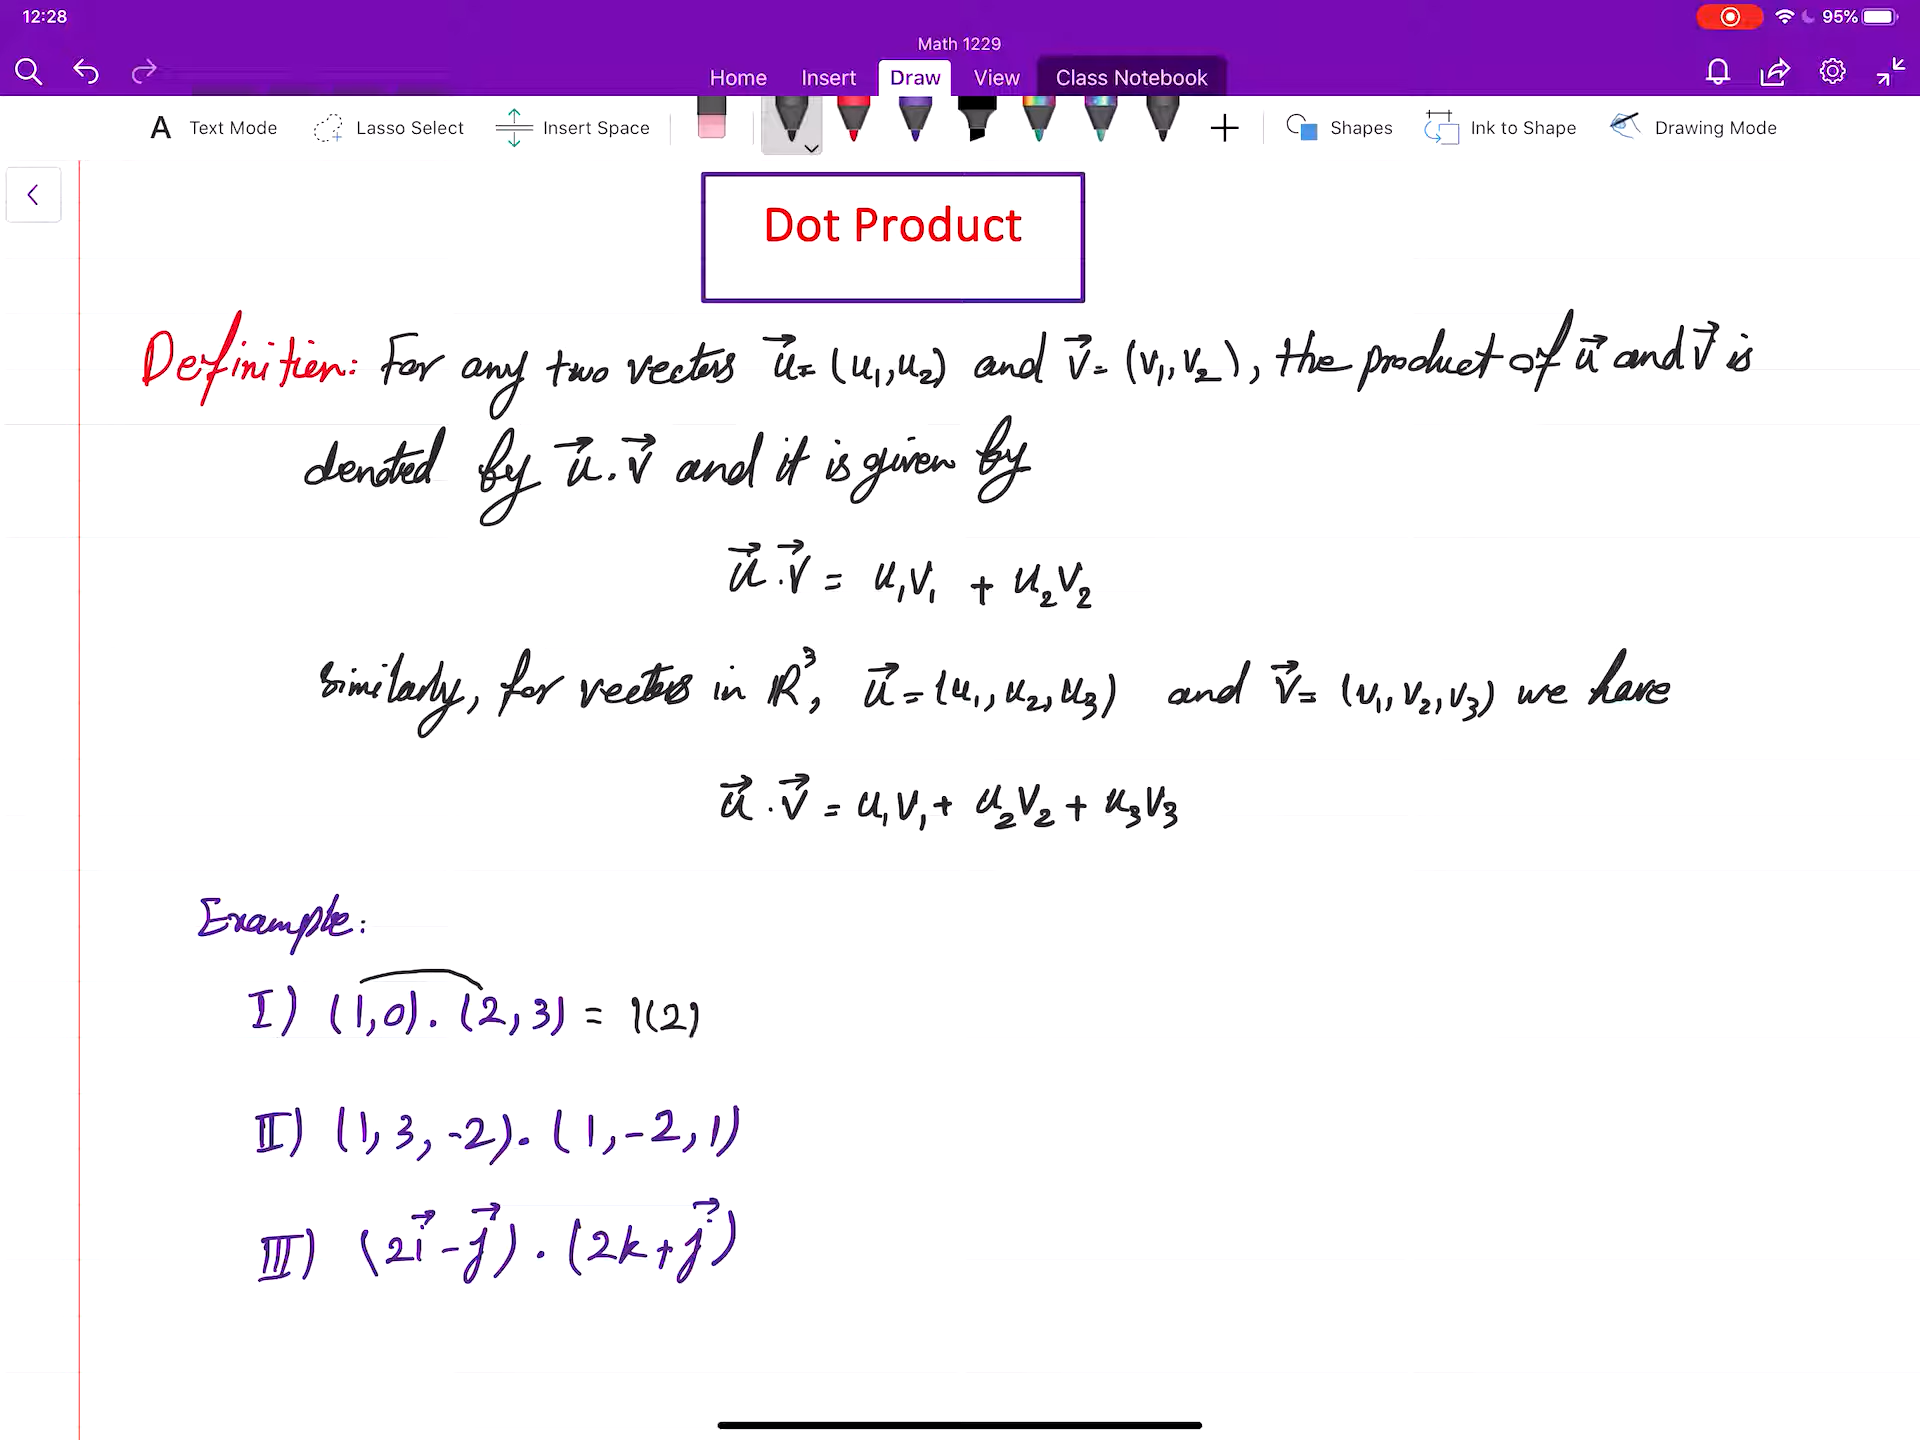 12:28
95%
Math 1229
Home Insert Draw View Class Notebook
A Text Mode Lasso Select Insert Space Shapes Ink to Shape Drawing Mode
Dot Product
Definition: For any two vectors u⃗ = (u₁, u₂) and v⃗ = (v₁, v₂), the product of u⃗ and v⃗ is
denoted by u⃗ . v⃗ and it is given by
u⃗ . v⃗ = u₁v₁ + u₂v₂
Similarly, for vectors in ℝ³, u⃗ = (u₁, u₂, u₃) and v⃗ = (v₁, v₂, v₃) we have
u⃗ . v⃗ = u₁v₁ + u₂v₂ + u₃v₃
Example:
I) (1,0) . (2,3) = 1(2)
II) (1,3,-2) . (1,-2,1)
III) (2i⃗ - j⃗) . (2k + j⃗)